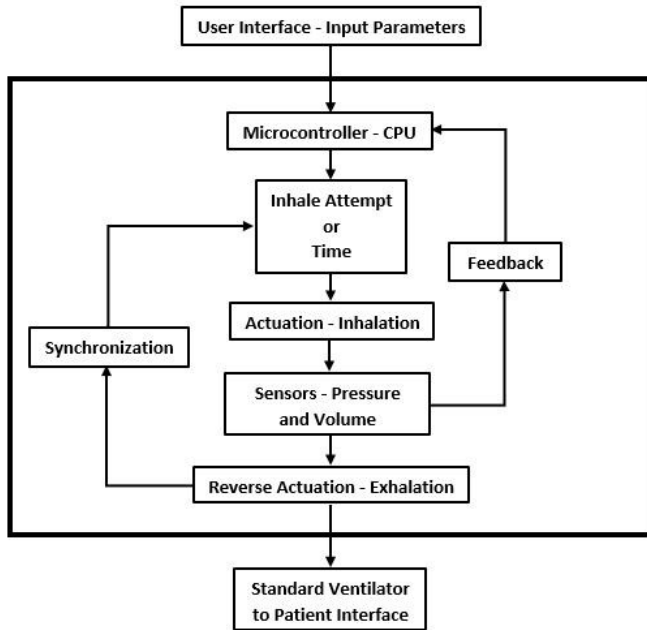 User Interface - Input Parameters
Microcontroller - CPU
Inhale Attempt
or
Time
Feedback
Actuation - Inhalation
Synchronization
Sensors - Pressure
and Volume
Reverse Actuation - Exhalation
Standard Ventilator
to Patient Interface